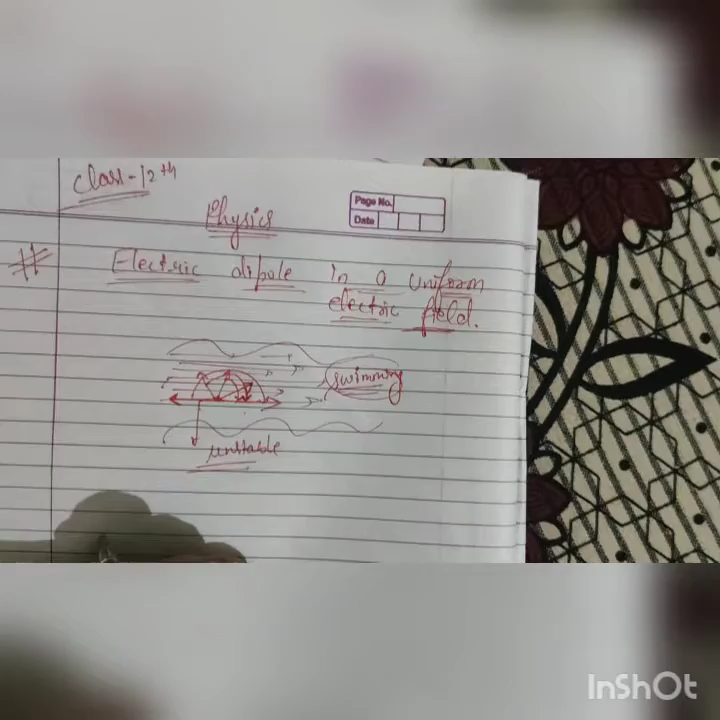 Class-12th
Physics
Page No.
Date
# Electric dipole in a uniform
electric field.
swimming
unstable
InShOt